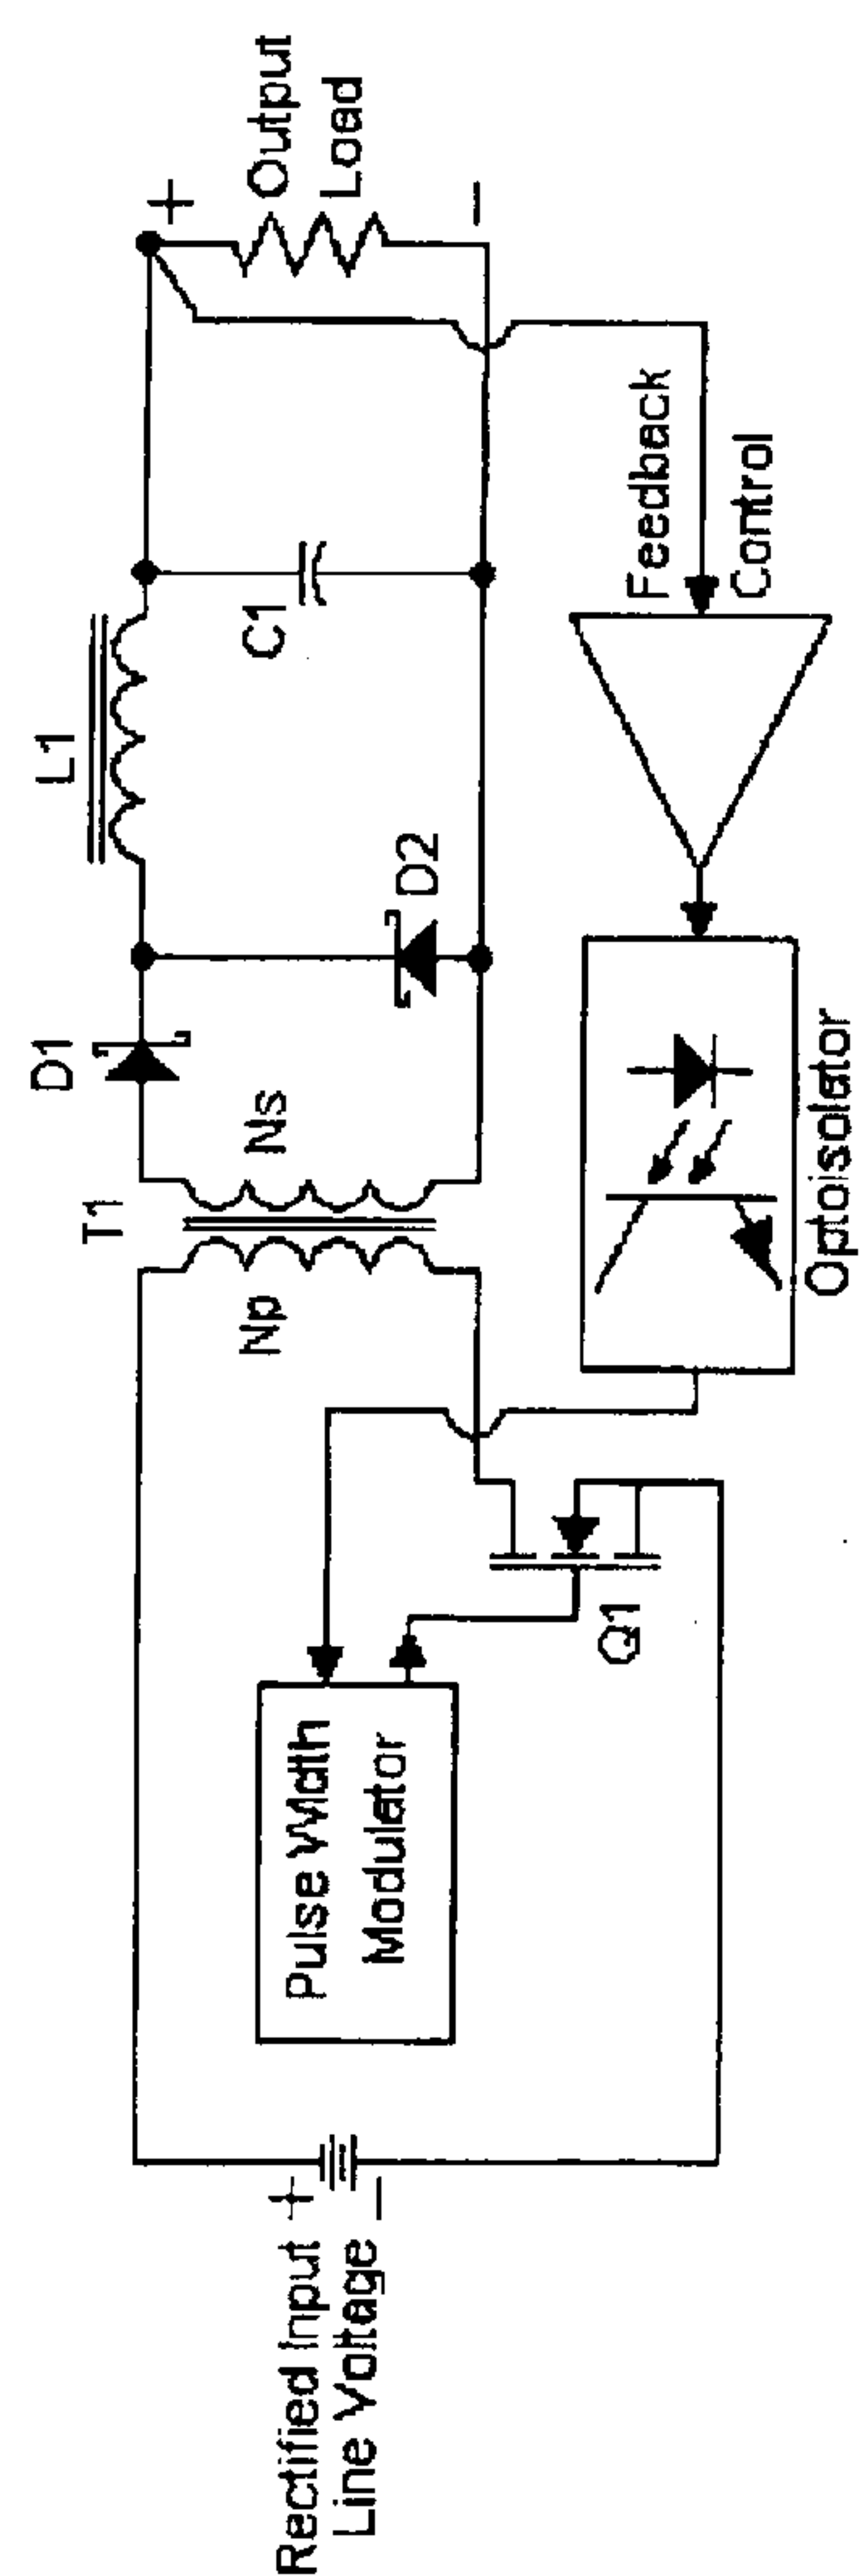 Rectified Input
Line Voltage
+
−
Pulse Width
Modulator
Q1
Np
T1
Ns
D1
D2
L1
C1
+
−
Output
Load
Feedback
Control
Optoisolator